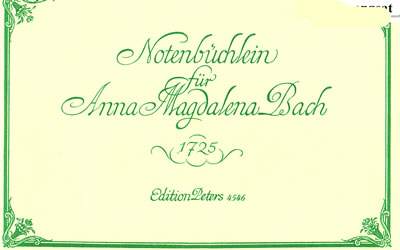 Notenbüchlein
für
Anna Magdalena Bach
1725
Edition Peters 4546